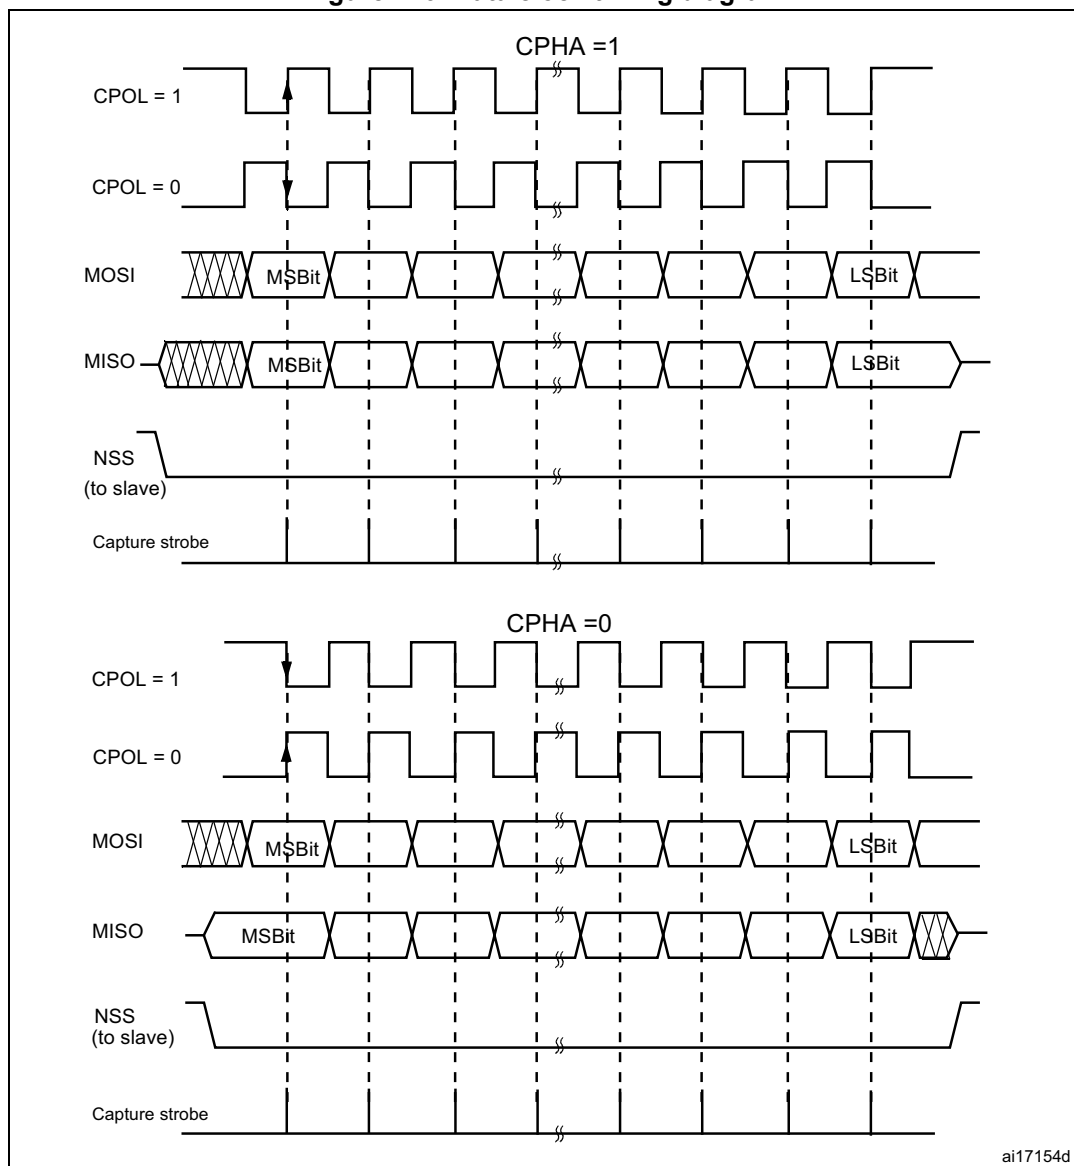 CPHA =1
CPOL = 1
CPOL = 0
MOSI MSBit LSBit
MISO MSBit LSBit
NSS
(to slave)
Capture strobe
CPHA =0
CPOL = 1
CPOL = 0
MOSI MSBit LSBit
MISO MSBit LSBit
NSS
(to slave)
Capture strobe
ai17154d